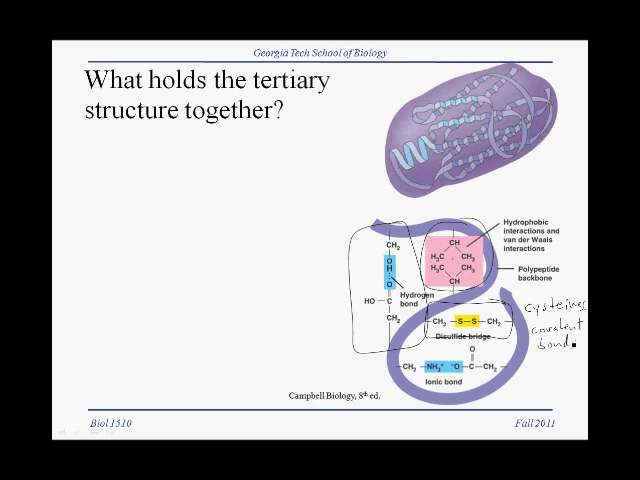 Georgia Tech School of Biology
What holds the tertiary
structure together?
Hydrophobic
interactions and
van der Waals
interactions
Polypeptide
backbone
CH₂
O
H
O
Hydrogen
bond
HO
C
CH₂
CH
H₃C
CH₃
H₃C
CH₃
CH
CH₂
S
S
CH₂
Disulfide bridge
cysteines
covalent
bonds
O
CH₂
NH₃⁺
⁻O
C
CH₂
Ionic bond
Campbell Biology, 8th ed.
Biol 1510
Fall 2011